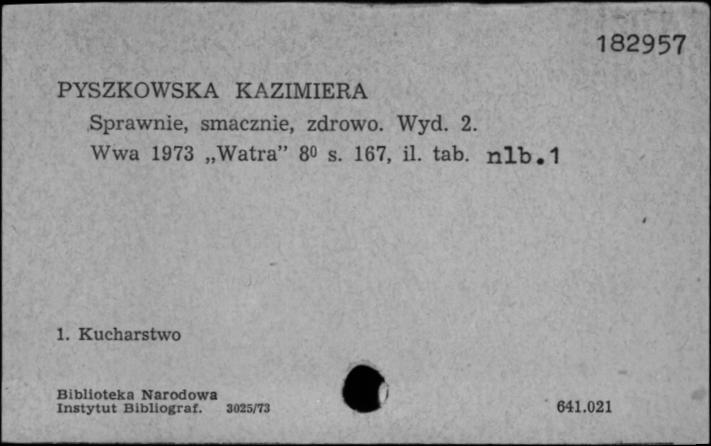 182957
PYSZKOWSKA KAZIMIERA
Sprawnie, smacznie, zdrowo. Wyd. 2.
Wwa 1973 „Watra” 8⁰ s. 167, il. tab. nlb.1
1. Kucharstwo
Biblioteka Narodowa
Instytut Bibliograf. 3025/73
641.021